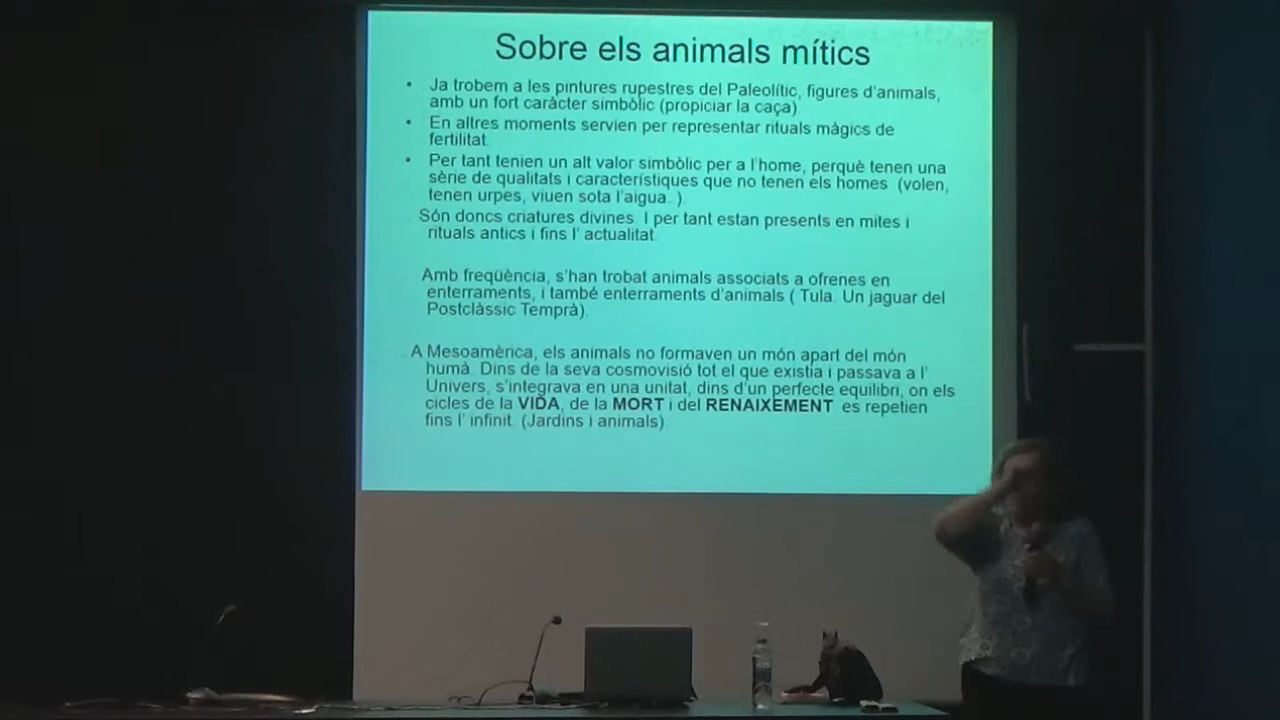 Sobre els animals mítics
• Ja trobem a les pintures rupestres del Paleolític, figures d'animals,
amb un fort caràcter simbòlic (propiciar la caça).
• En altres moments servien per representar rituals màgics de
fertilitat.
• Per tant tenien un alt valor simbòlic per a l'home, perquè tenen una
sèrie de qualitats i característiques que no tenen els homes (volen,
tenen urpes, viuen sota l'aigua..).
Són doncs criatures divines. I per tant estan presents en mites i
rituals antics i fins l' actualitat.
Amb freqüència, s'han trobat animals associats a ofrenes en
enterraments, i també enterraments d'animals ( Tula. Un jaguar del
Postclàssic Temprà).
A Mesoamèrica, els animals no formaven un món apart del món
humà. Dins de la seva cosmovisió tot el que existia i passava a l'
Univers, s'integrava en una unitat, dins d'un perfecte equilibri, on els
cicles de la VIDA, de la MORT i del RENAIXEMENT es repetien
fins l' infinit. (Jardins i animals).